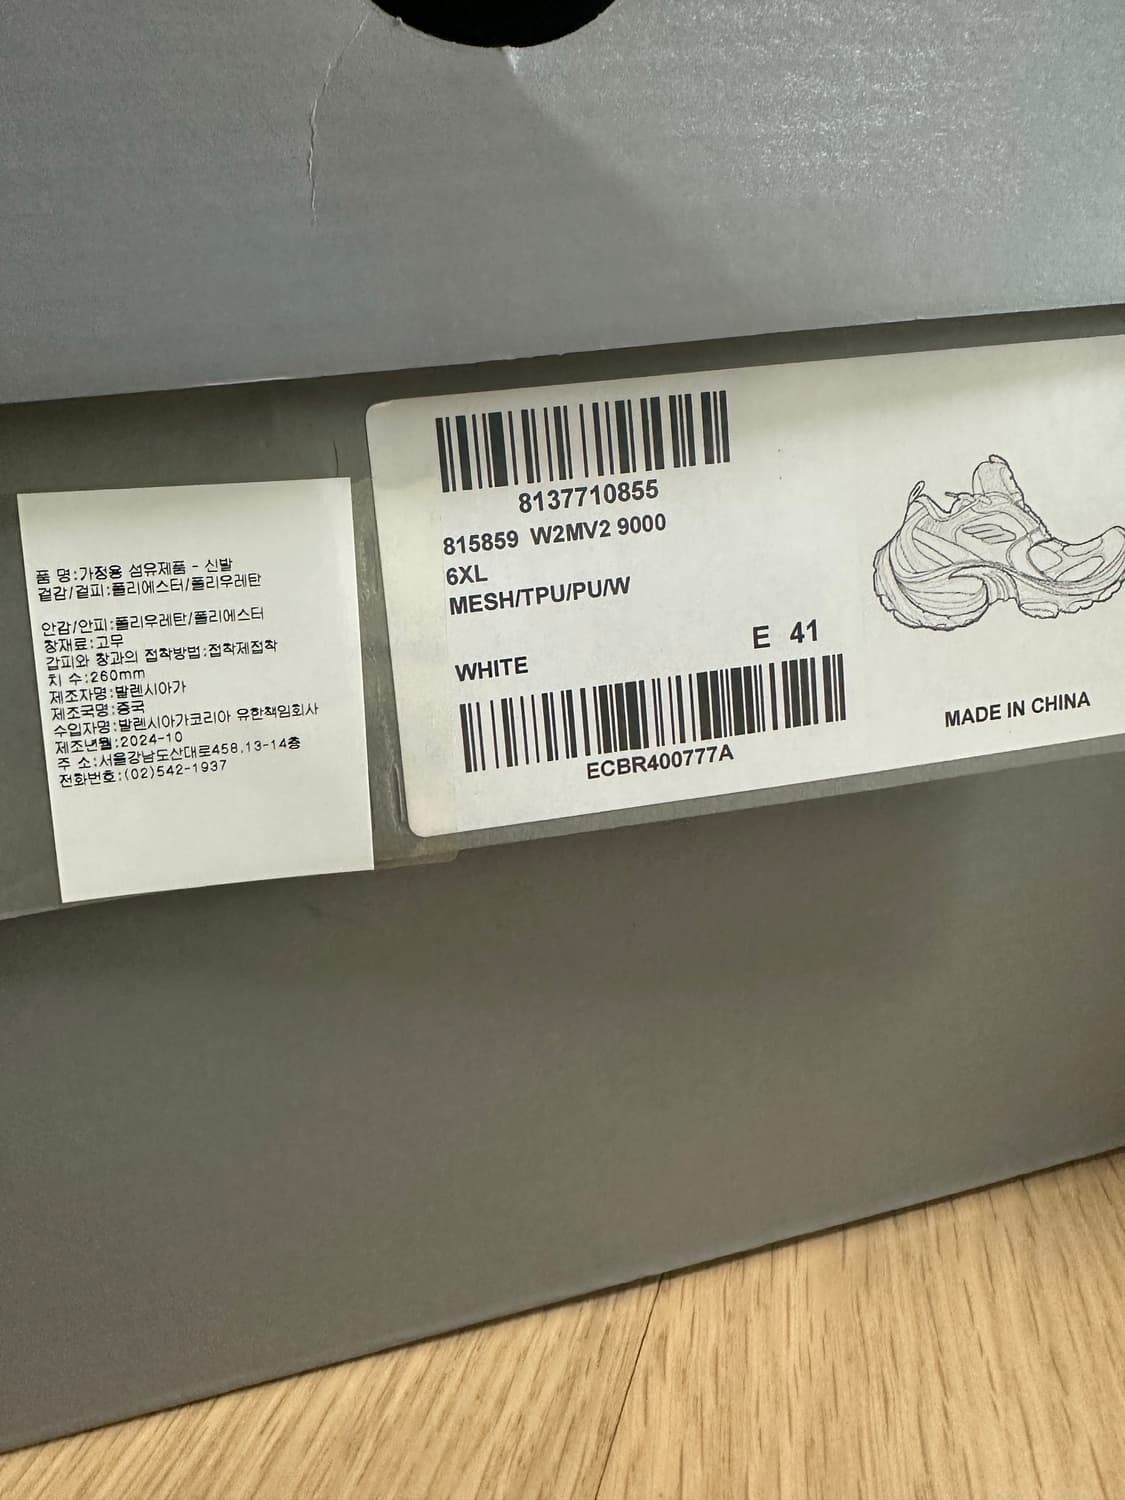 품 명:가정용 섬유제품 - 신발
겉감/겉피:폴리에스터/폴리우레탄
안감/안피:폴리우레탄/폴리에스터
창재료:고무
갑피와 창과의 접착방법:접착제접착
치 수:260mm
제조자명:발렌시아가
제조국명:중국
수입자명:발렌시아가코리아 유한책임회사
제조년월:2024-10
주 소:서울강남도산대로458,13-14층
전화번호:(02)542-1937
8137710855
815859 W2MV2 9000
6XL
MESH/TPU/PU/W
E 41
WHITE
ECBR400777A
MADE IN CHINA